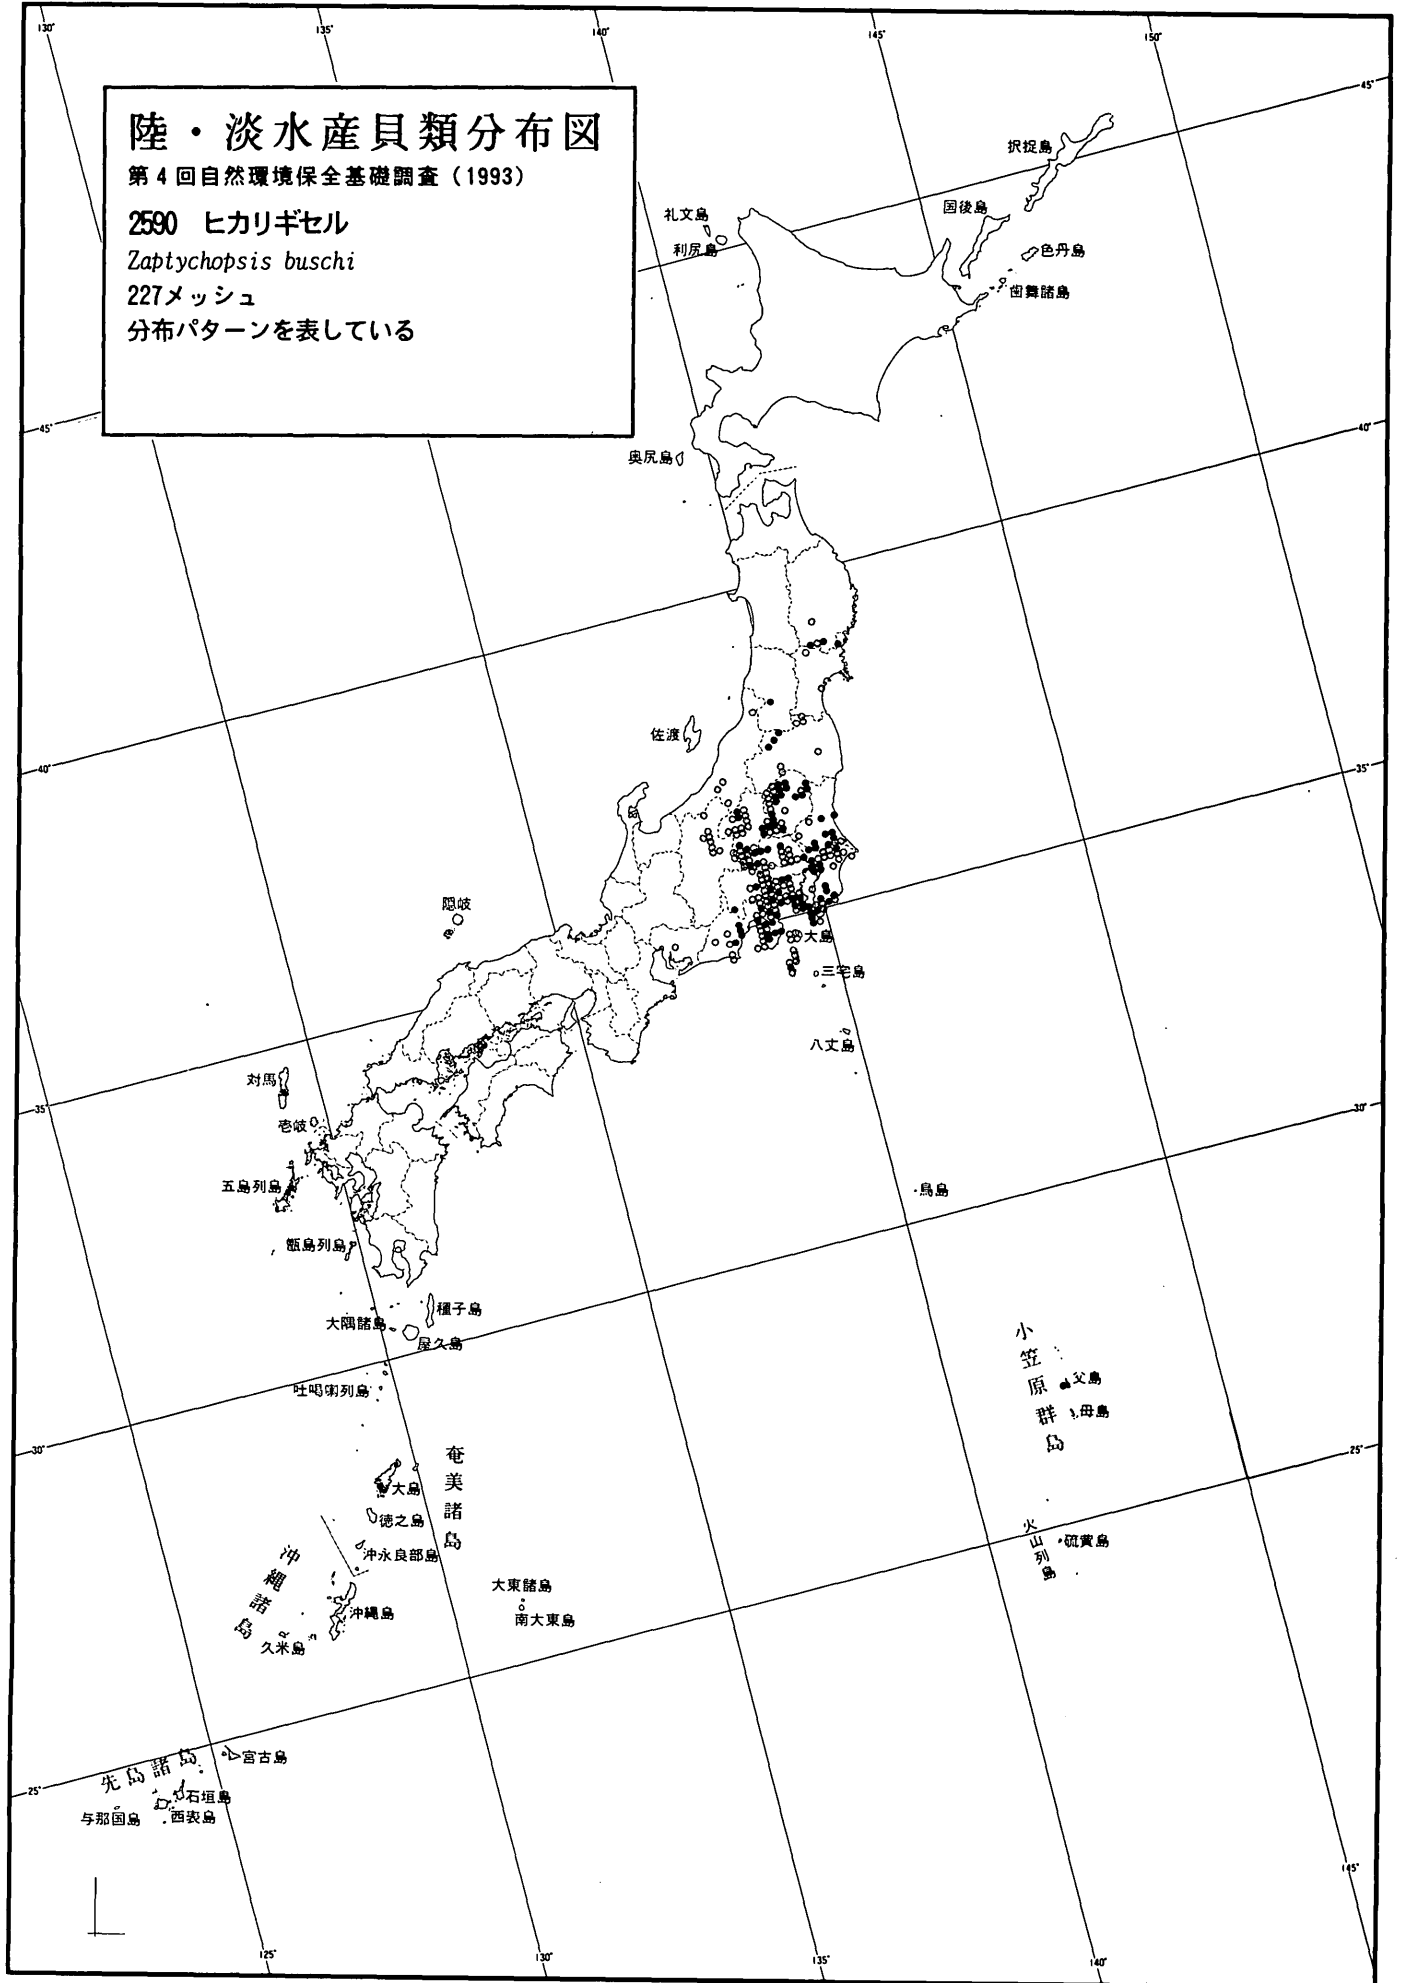 130°
135°
140°
145°
150°
陸・淡水産貝類分布図
第4回自然環境保全基礎調査（1993）
2590 ヒカリギセル
Zaptychopsis buschi
227メッシュ
分布パターンを表している
45°
択捉島
国後島
色丹島
歯舞諸島
礼文島
利尻島
45°
40°
奥尻島
佐渡
40°
35°
隠岐
大島
三宅島
八丈島
対馬
35°
壱岐
30°
五島列島
鳥島
甑島列島
種子島
大隅諸島
屋久島
吐噶喇列島
小笠原群島
父島
母島
30°
25°
奄美諸島
大島
徳之島
沖永良部島
火山列島
硫黄島
沖縄諸島
沖縄島
久米島
大東諸島
南大東島
25°
先島諸島
宮古島
石垣島
与那国島
西表島
145°
125°
130°
135°
140°